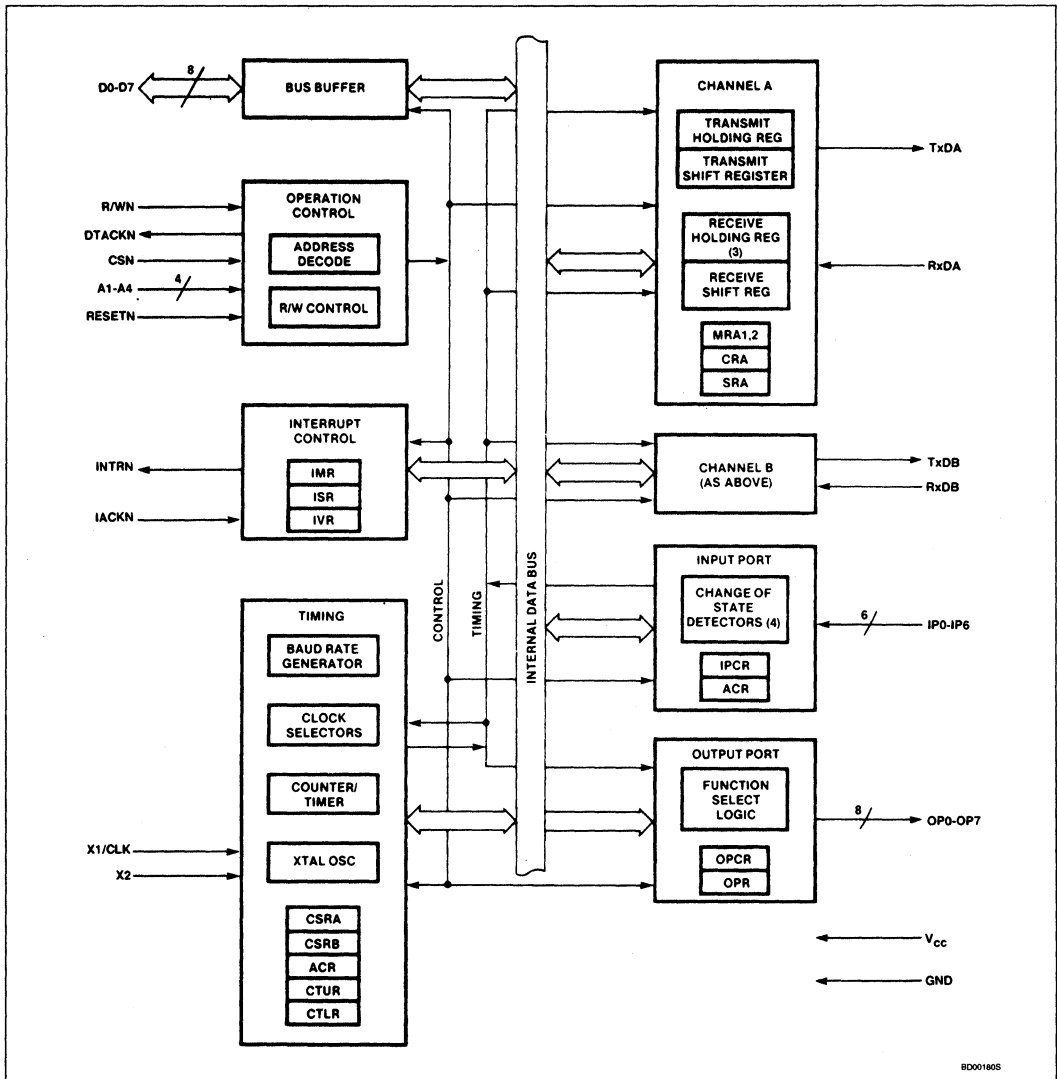 D0-D7
8
BUS BUFFER
R/WN
DTACKN
CSN
A1-A4
4
RESETN
OPERATION
CONTROL
ADDRESS
DECODE
R/W CONTROL
INTRN
IACKN
INTERRUPT
CONTROL
IMR
ISR
IVR
X1/CLK
X2
TIMING
BAUD RATE
GENERATOR
CLOCK
SELECTORS
COUNTER/
TIMER
XTAL OSC
CSRA
CSRB
ACR
CTUR
CTLR
CONTROL
TIMING
INTERNAL DATA BUS
CHANNEL A
TRANSMIT
HOLDING REG
TRANSMIT
SHIFT REGISTER
RECEIVE
HOLDING REG
(3)
RECEIVE
SHIFT REG
MRA1,2
CRA
SRA
TxDA
RxDA
CHANNEL B
(AS ABOVE)
TxDB
RxDB
INPUT PORT
CHANGE OF
STATE
DETECTORS (4)
IPCR
ACR
6
IP0-IP6
OUTPUT PORT
FUNCTION
SELECT
LOGIC
OPCR
OPR
8
OP0-OP7
VCC
GND
BD00180S